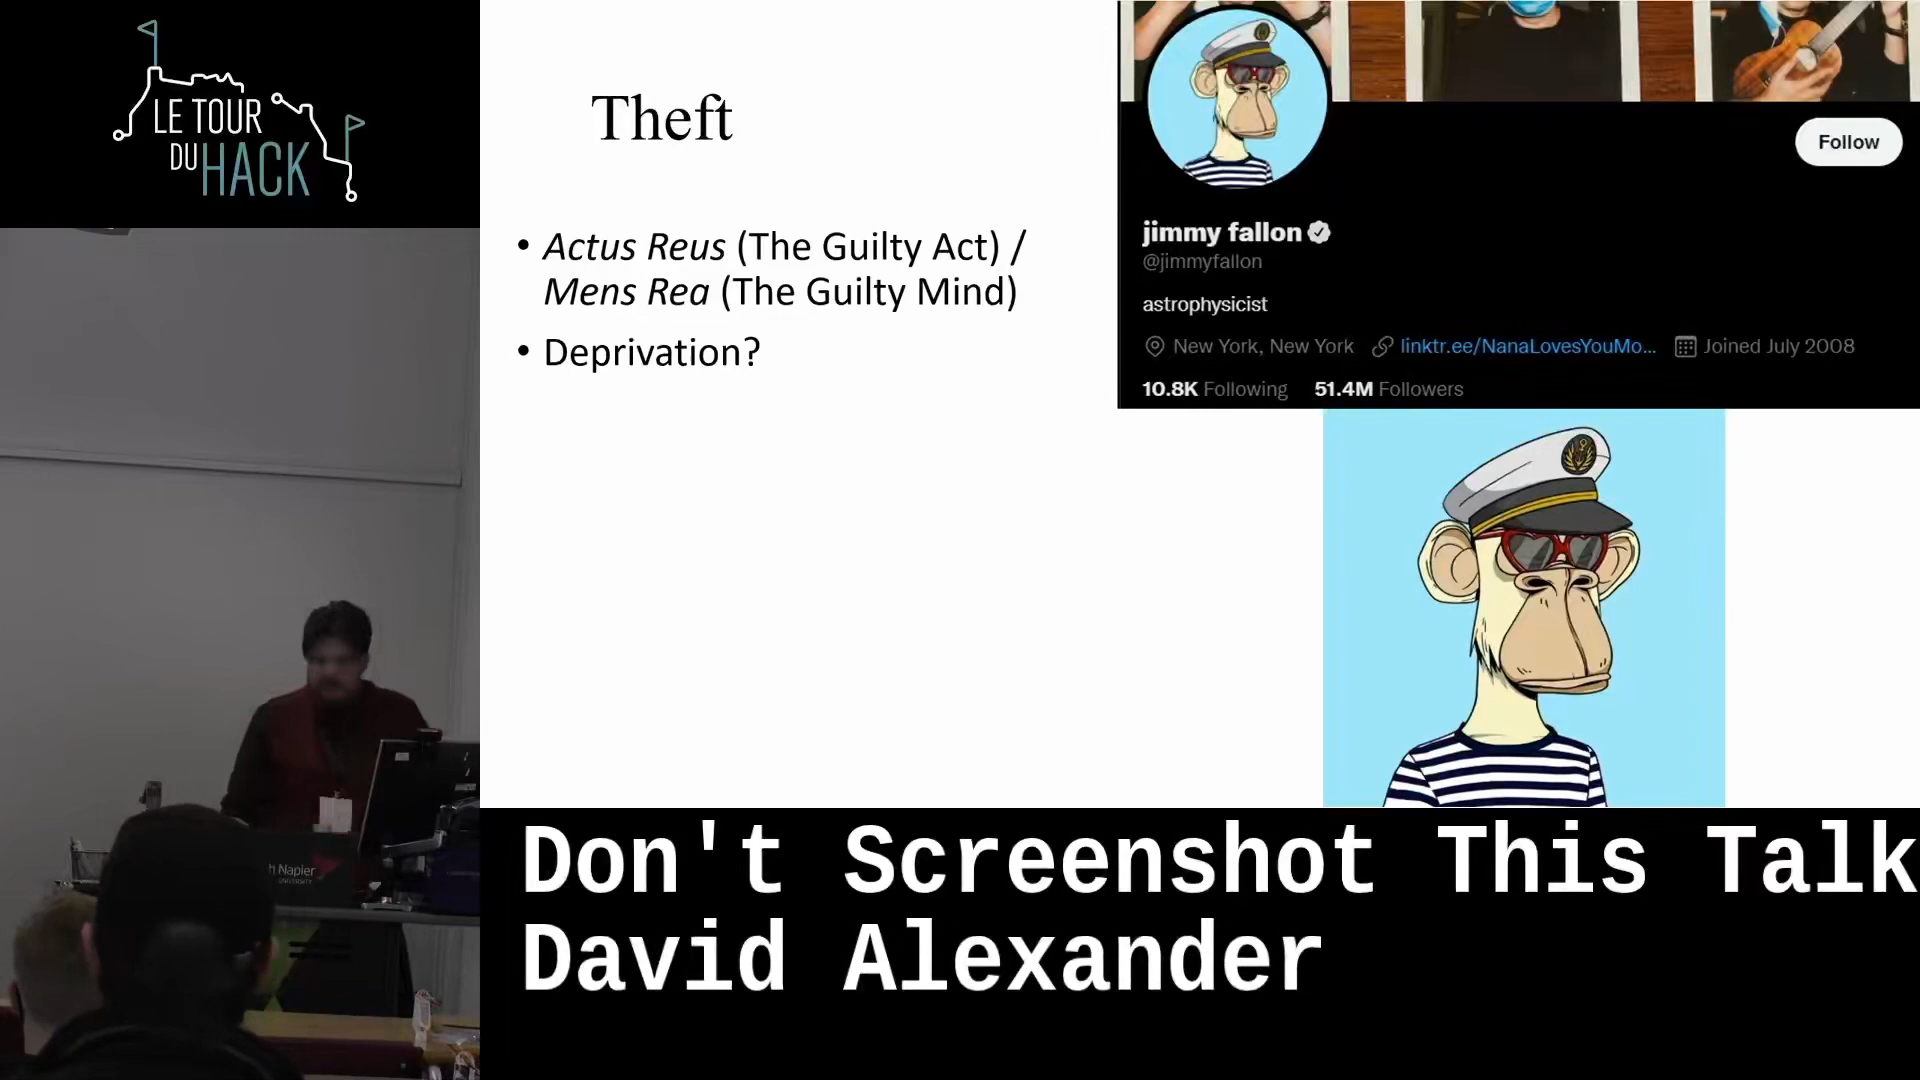 LE TOUR
DU HACK
Theft
• Actus Reus (The Guilty Act) /
Mens Rea (The Guilty Mind)
• Deprivation?
Follow
jimmy fallon
@jimmyfallon
astrophysicist
New York, New York linktr.ee/NanaLovesYouMo... Joined July 2008
10.8K Following 51.4M Followers
h Napier
UNIVERSITY
Don't Screenshot This Talk
David Alexander